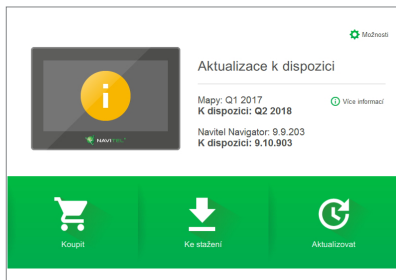 Možnosti
Aktualizace k dispozici
Mapy: Q1 2017
Více informací
K dispozici: Q2 2018
Navitel Navigator: 9.9.203
K dispozici: 9.10.903
NAVITEL
Koupit
Ke stažení
Aktualizovat